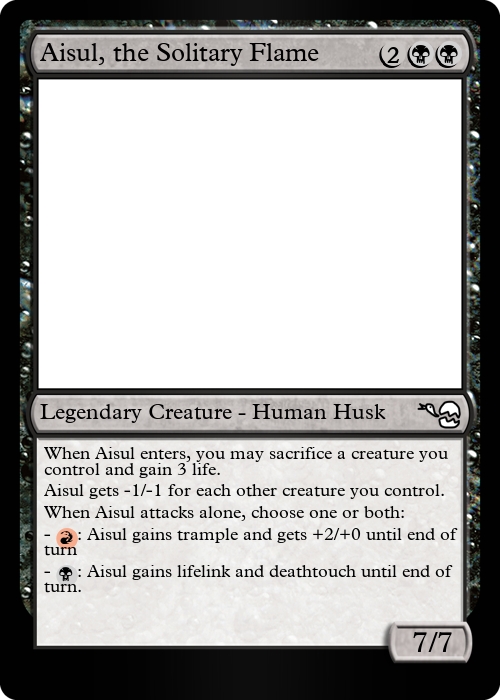 Aisul, the Solitary Flame 2
Legendary Creature - Human Husk
When Aisul enters, you may sacrifice a creature you
control and gain 3 life.
Aisul gets -1/-1 for each other creature you control.
When Aisul attacks alone, choose one or both:
- : Aisul gains trample and gets +2/+0 until end of
turn
- : Aisul gains lifelink and deathtouch until end of
turn.
7/7